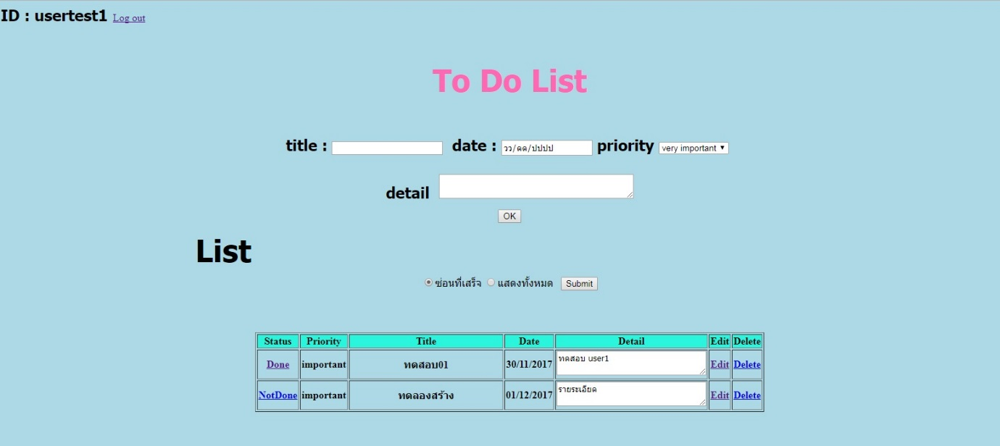 ID : usertest1 Log out
To Do List
title : date : วว/ดด/ปปปป priority very important
detail
OK
List
ซ่อนที่เสร็จ แสดงทั้งหมด Submit
Status Priority Title Date Detail Edit Delete
Done important ทดสอบ01 30/11/2017 ทดสอบ user1 Edit Delete
NotDone important ทดลองสร้าง 01/12/2017 รายระเอียด Edit Delete